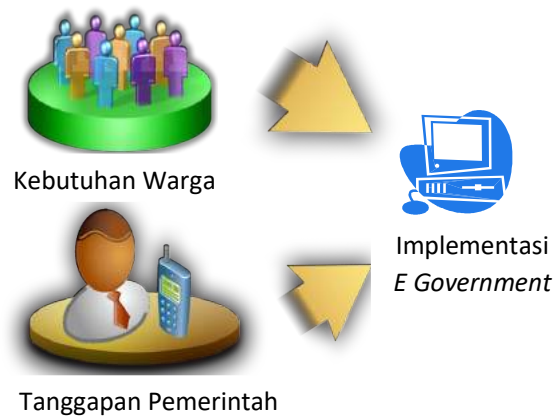 Kebutuhan Warga
Implementasi
E Government
Tanggapan Pemerintah